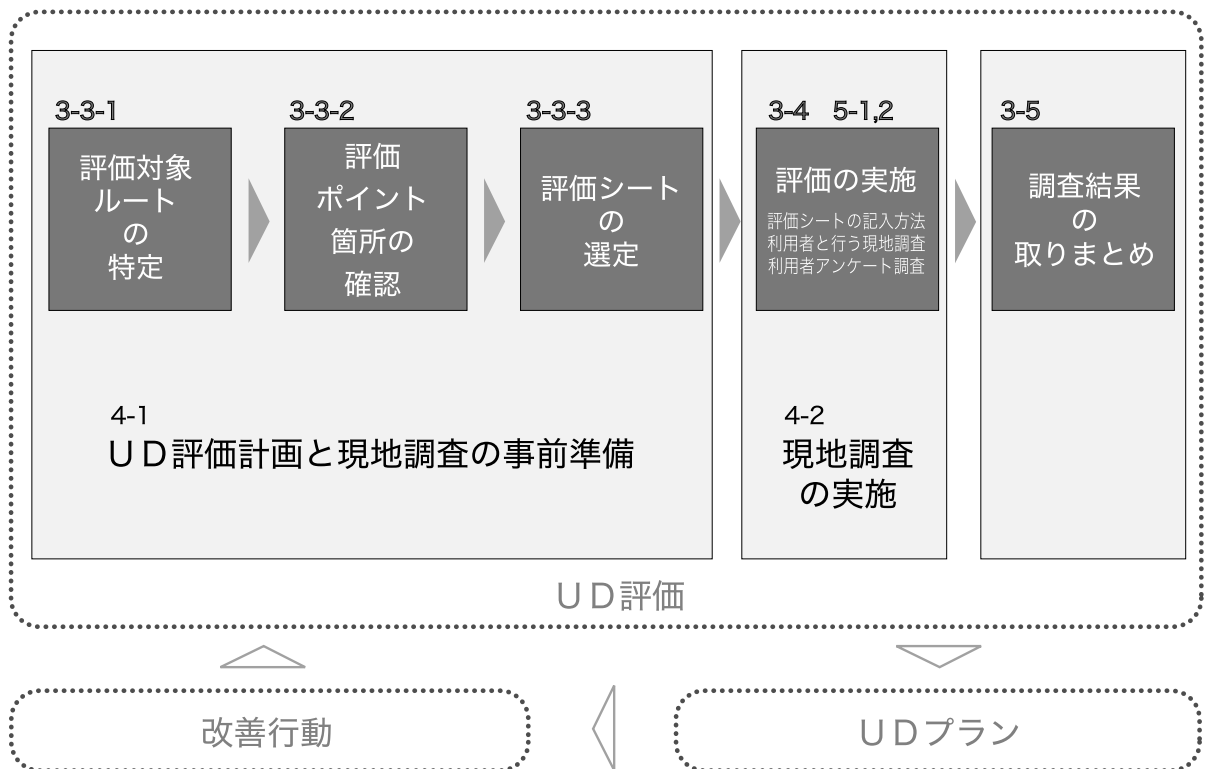 3-3-1
評価対象
ルート
の
特定
3-3-2
評価
ポイント
箇所の
確認
3-3-3
評価シート
の
選定
3-4 5-1,2
評価の実施
評価シートの記入方法
利用者と行う現地調査
利用者アンケート調査
3-5
調査結果
の
取りまとめ
4-1
ＵＤ評価計画と現地調査の事前準備
4-2
現地調査
の実施
ＵＤ評価
改善行動
ＵＤプラン